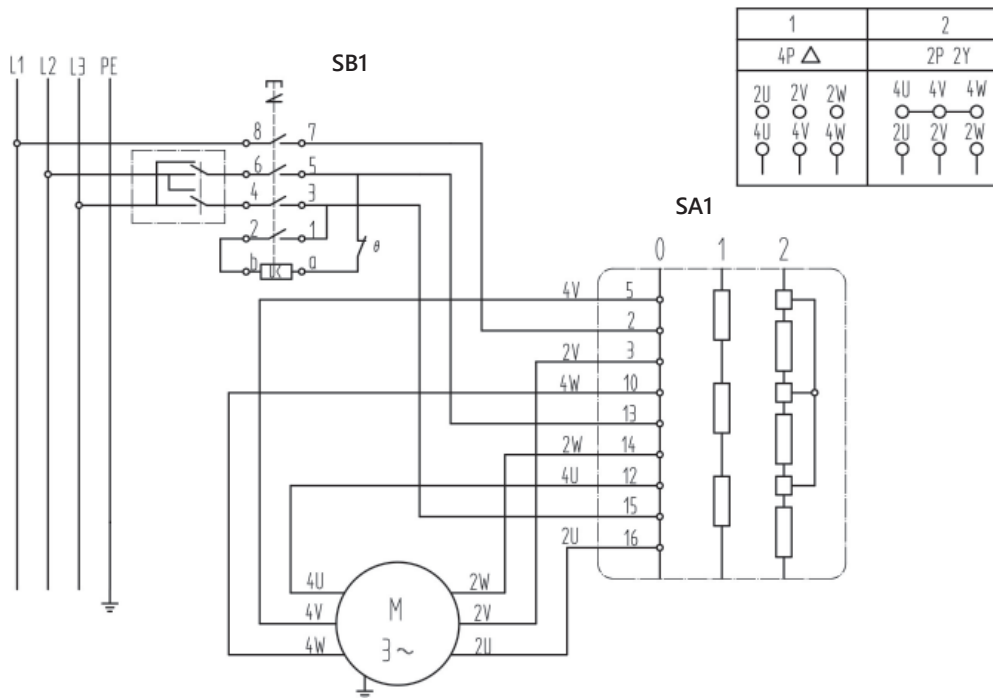 1 2
4P △ 2P 2Y
2U 2V 2W 4U 4V 4W
4U 4V 4W 2U 2V 2W
L1 L2 L3 PE
SB1
8 7
6 5
4 3
2 1
b U< a
θ
SA1
0 1 2
4V 5
2
2V 3
4W 10
13
2W 14
4U 12
15
2U 16
4U 2W
4V M 2V
4W 3~ 2U